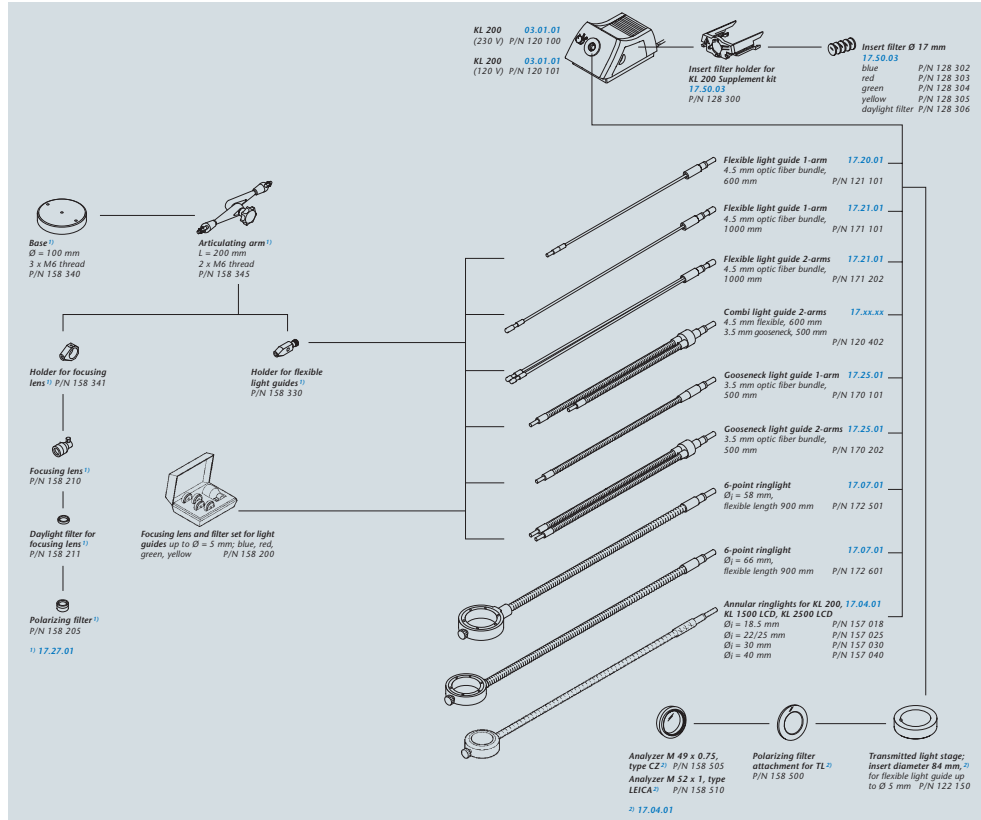 KL 200 03.01.01
(230 V) P/N 120 100
KL 200 03.01.01
(120 V) P/N 120 101
Insert filter holder for
KL 200 Supplement kit
17.50.03
P/N 128 300
Insert filter Ø 17 mm
17.50.03
blue P/N 128 302
red P/N 128 303
green P/N 128 304
yellow P/N 128 305
daylight filter P/N 128 306
Flexible light guide 1-arm 17.20.01
4.5 mm optic fiber bundle,
600 mm P/N 121 101
Flexible light guide 1-arm 17.21.01
4.5 mm optic fiber bundle,
1000 mm P/N 171 101
Flexible light guide 2-arms 17.21.01
4.5 mm optic fiber bundle,
1000 mm P/N 171 202
Combi light guide 2-arms 17.xx.xx
4.5 mm flexible, 600 mm
3.5 mm gooseneck, 500 mm
P/N 120 402
Gooseneck light guide 1-arm 17.25.01
3.5 mm optic fiber bundle,
500 mm P/N 170 101
Gooseneck light guide 2-arms 17.25.01
3.5 mm optic fiber bundle,
500 mm P/N 170 202
6-point ringlight 17.07.01
Øi = 58 mm,
flexible length 900 mm P/N 172 501
6-point ringlight 17.07.01
Øi = 66 mm,
flexible length 900 mm P/N 172 601
Annular ringlights for KL 200, 17.04.01
KL 1500 LCD, KL 2500 LCD
Øi = 18.5 mm P/N 157 018
Øi = 22/25 mm P/N 157 025
Øi = 30 mm P/N 157 030
Øi = 40 mm P/N 157 040
Base 1)
Ø = 100 mm
3 x M6 thread
P/N 158 340
Articulating arm 1)
L = 200 mm
2 x M6 thread
P/N 158 345
Holder for focusing
lens 1) P/N 158 341
Holder for flexible
light guides 1)
P/N 158 330
Focusing lens 1)
P/N 158 210
Daylight filter for
focusing lens 1)
P/N 158 211
Focusing lens and filter set for light
guides up to Ø = 5 mm; blue, red,
green, yellow P/N 158 200
Polarizing filter 1)
P/N 158 205
1) 17.27.01
Analyzer M 49 x 0.75,
type CZ 2) P/N 158 505
Analyzer M 52 x 1, type
LEICA 2) P/N 158 510
2) 17.04.01
Polarizing filter
attachment for TL 2)
P/N 158 500
Transmitted light stage;
insert diameter 84 mm, 2)
for flexible light guide up
to Ø 5 mm P/N 122 150